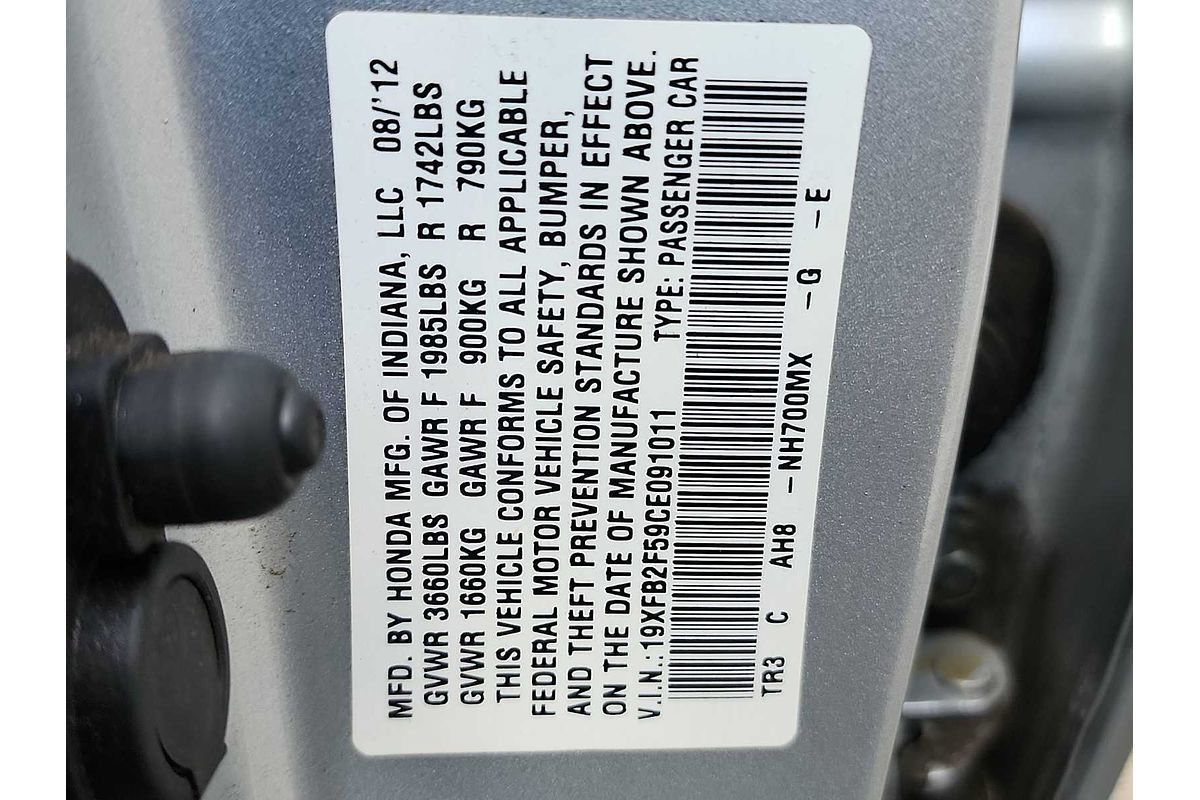 MFD. BY HONDA MFG. OF INDIANA, LLC 08/'12
GVWR 3660LBS GAWR F 1985LBS R 1742LBS
GVWR 1660KG GAWR F 900KG R 790KG
THIS VEHICLE CONFORMS TO ALL APPLICABLE
FEDERAL MOTOR VEHICLE SAFETY, BUMPER,
AND THEFT PREVENTION STANDARDS IN EFFECT
ON THE DATE OF MANUFACTURE SHOWN ABOVE.
V.I.N.:19XFB2F59CE091011 TYPE: PASSENGER CAR
TR3 C AH8 -NH700MX -G -E